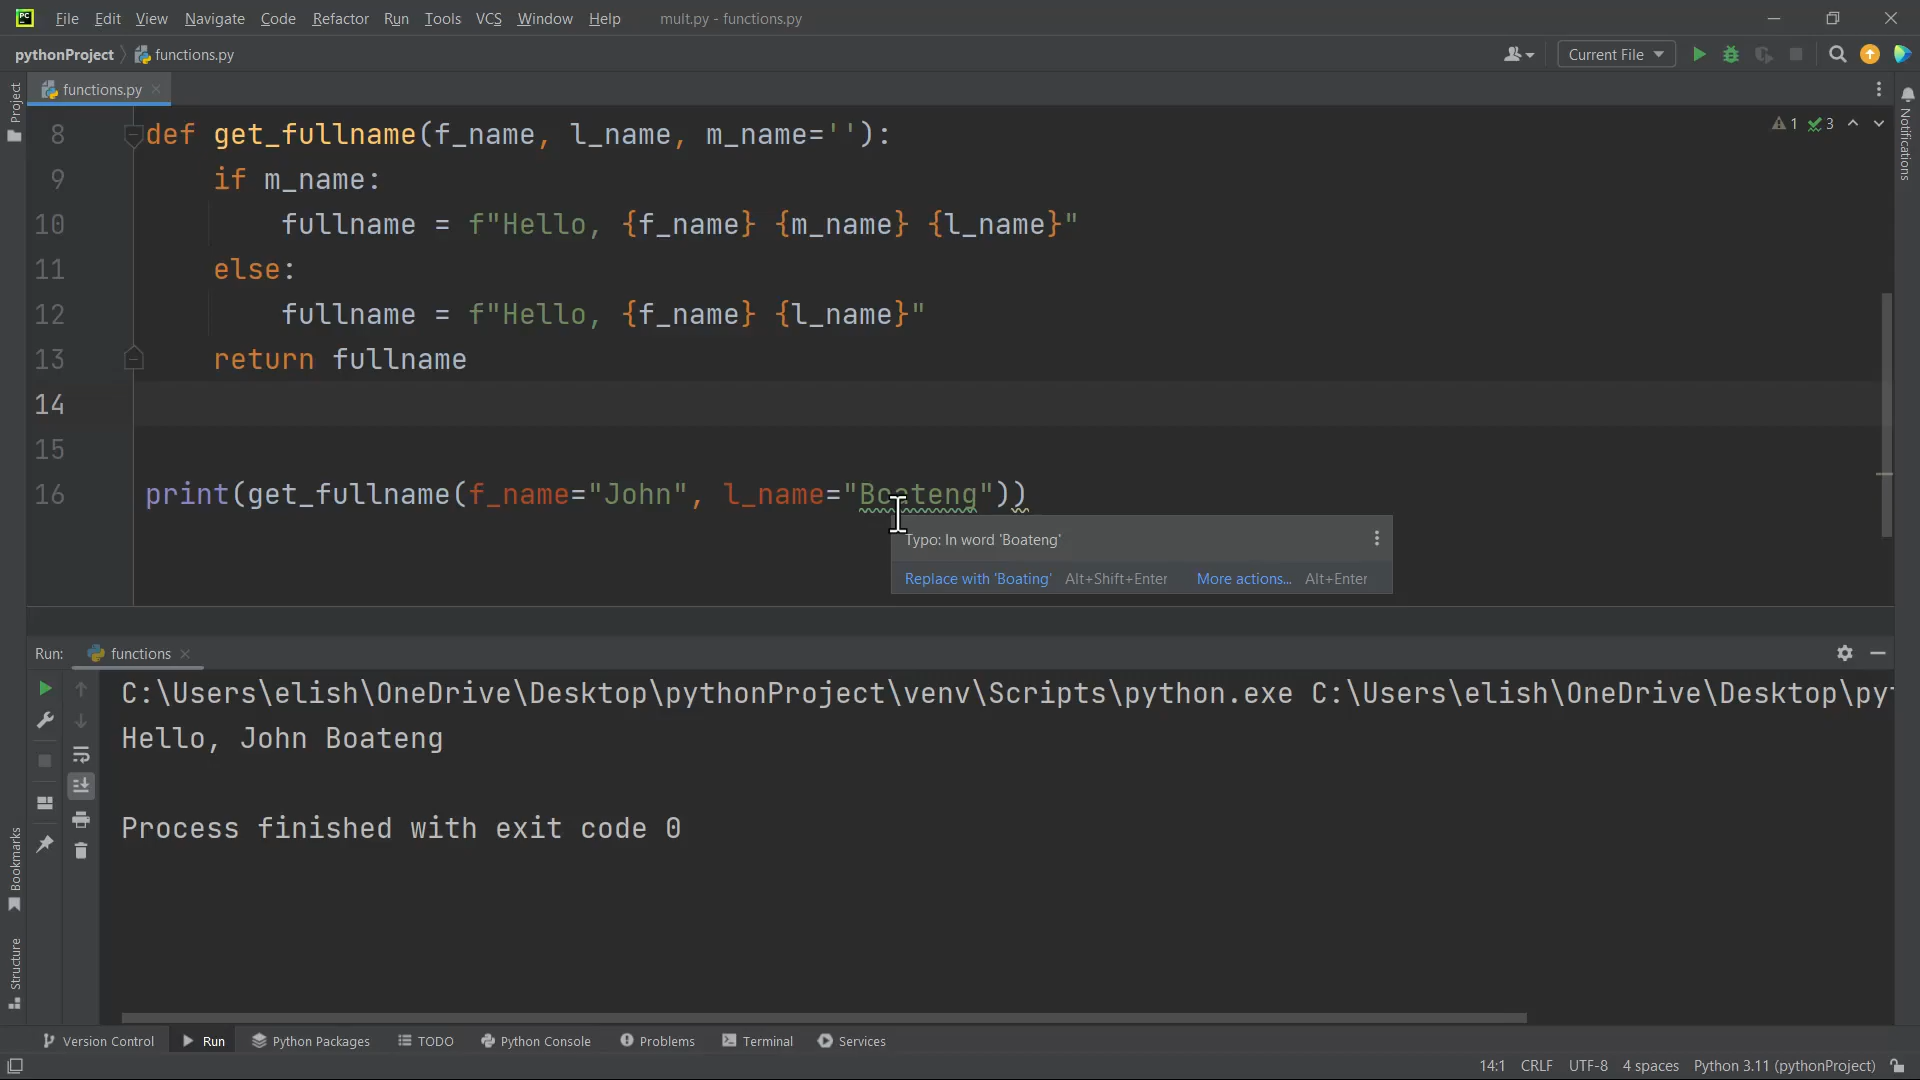 PC File Edit View Navigate Code Refactor Run Tools VCS Window Help mult.py - functions.py
pythonProject functions.py Current File
functions.py
Project
Notifications
1 3
8 def get_fullname(f_name, l_name, m_name=''):
9 if m_name:
10 fullname = f"Hello, {f_name} {m_name} {l_name}"
11 else:
12 fullname = f"Hello, {f_name} {l_name}"
13 return fullname
14
15
16 print(get_fullname(f_name="John", l_name="Boateng"))
Typo: In word 'Boateng'
Replace with 'Boating' Alt+Shift+Enter More actions... Alt+Enter
Run: functions
C:\Users\elish\OneDrive\Desktop\pythonProject\venv\Scripts\python.exe C:\Users\elish\OneDrive\Desktop\py
Hello, John Boateng
Process finished with exit code 0
Bookmarks
Structure
Version Control Run Python Packages TODO Python Console Problems Terminal Services
14:1 CRLF UTF-8 4 spaces Python 3.11 (pythonProject)